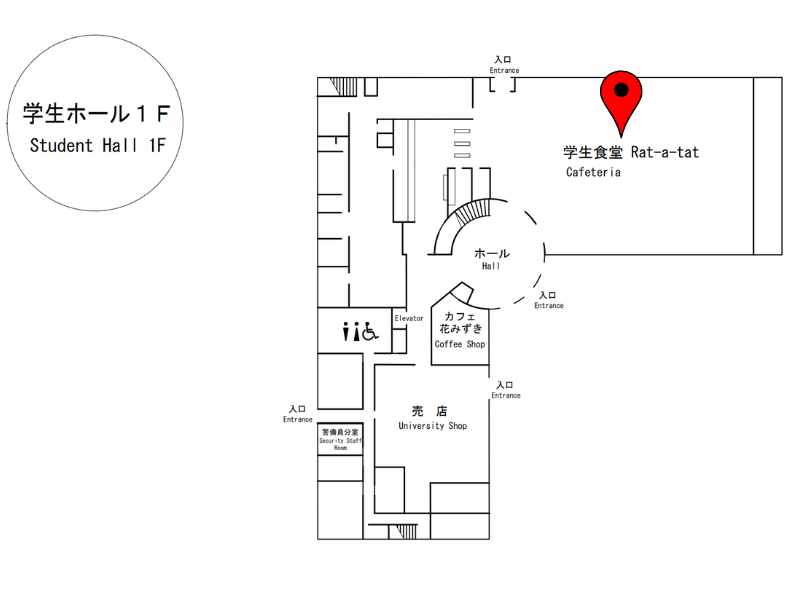 学生ホール１Ｆ
Student Hall 1F
入口
Entrance
学生食堂 Rat-a-tat
Cafeteria
ホール
Hall
入口
Entrance
Elevator
カフェ
花みずき
Coffee Shop
入口
Entrance
売 店
University Shop
入口
Entrance
警備員分室
Security Staff
Room